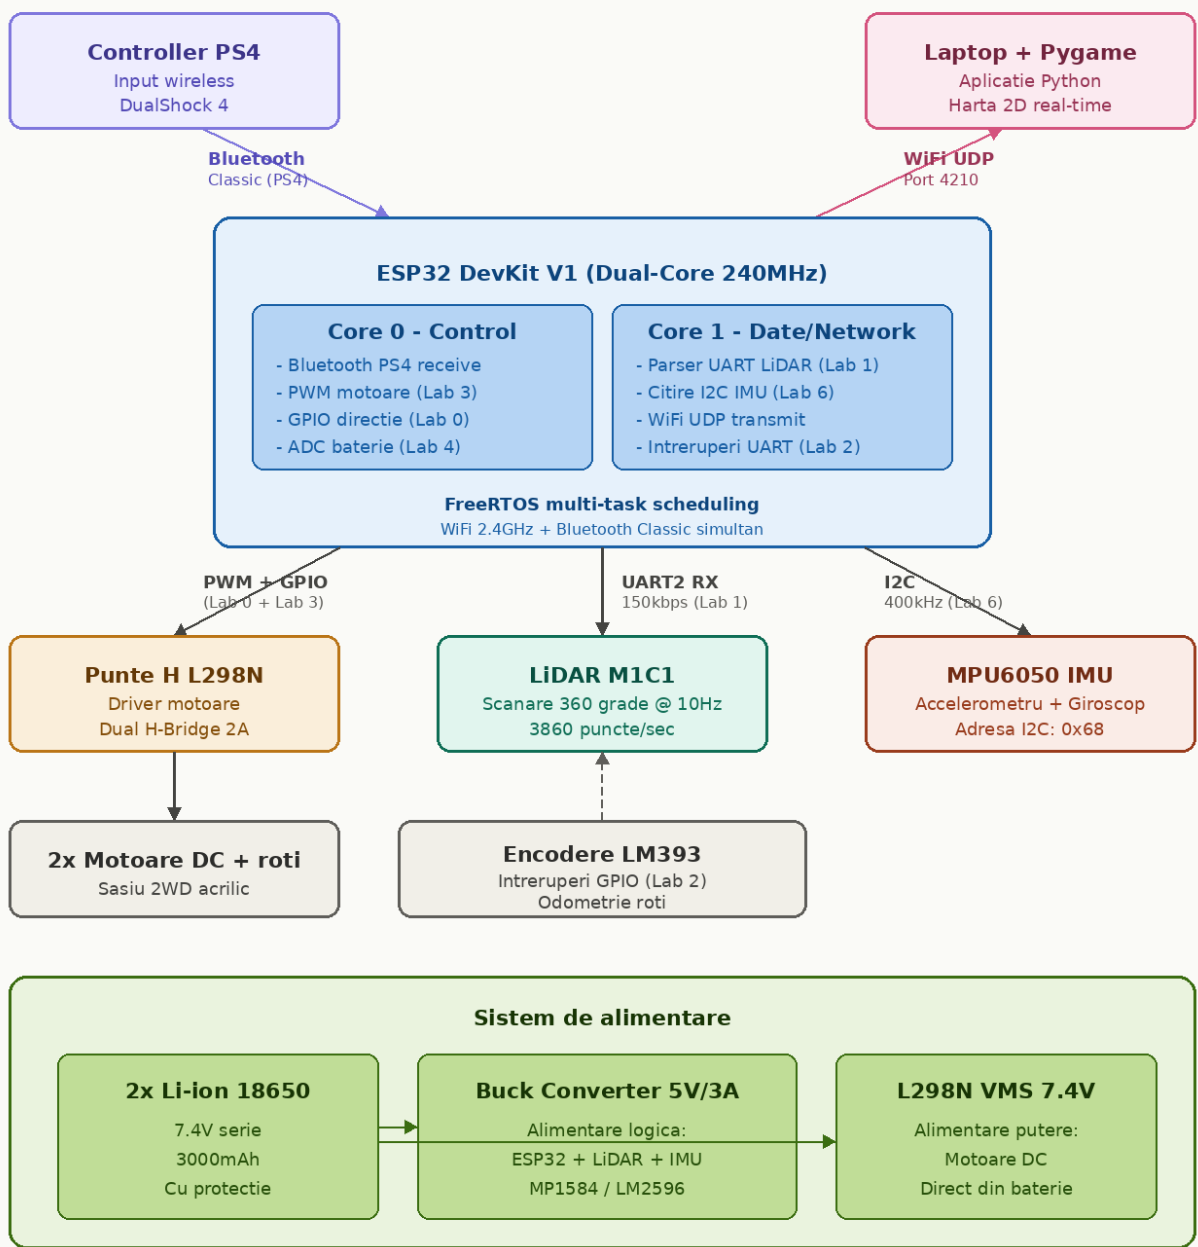 Controller PS4
Input wireless
DualShock 4
Laptop + Pygame
Aplicatie Python
Harta 2D real-time
Bluetooth
Classic (PS4)
WiFi UDP
Port 4210
ESP32 DevKit V1 (Dual-Core 240MHz)
Core 0 - Control
- Bluetooth PS4 receive
- PWM motoare (Lab 3)
- GPIO directie (Lab 0)
- ADC baterie (Lab 4)
Core 1 - Date/Network
- Parser UART LiDAR (Lab 1)
- Citire I2C IMU (Lab 6)
- WiFi UDP transmit
- Intreruperi UART (Lab 2)
FreeRTOS multi-task scheduling
WiFi 2.4GHz + Bluetooth Classic simultan
PWM + GPIO
(Lab 0 + Lab 3)
UART2 RX
150kbps (Lab 1)
I2C
400kHz (Lab 6)
Punte H L298N
Driver motoare
Dual H-Bridge 2A
LiDAR M1C1
Scanare 360 grade @ 10Hz
3860 puncte/sec
MPU6050 IMU
Accelerometru + Giroscop
Adresa I2C: 0x68
2x Motoare DC + roti
Sasiu 2WD acrilic
Encodere LM393
Intreruperi GPIO (Lab 2)
Odometrie roti
Sistem de alimentare
2x Li-ion 18650
7.4V serie
3000mAh
Cu protectie
Buck Converter 5V/3A
Alimentare logica:
ESP32 + LiDAR + IMU
MP1584 / LM2596
L298N VMS 7.4V
Alimentare putere:
Motoare DC
Direct din baterie